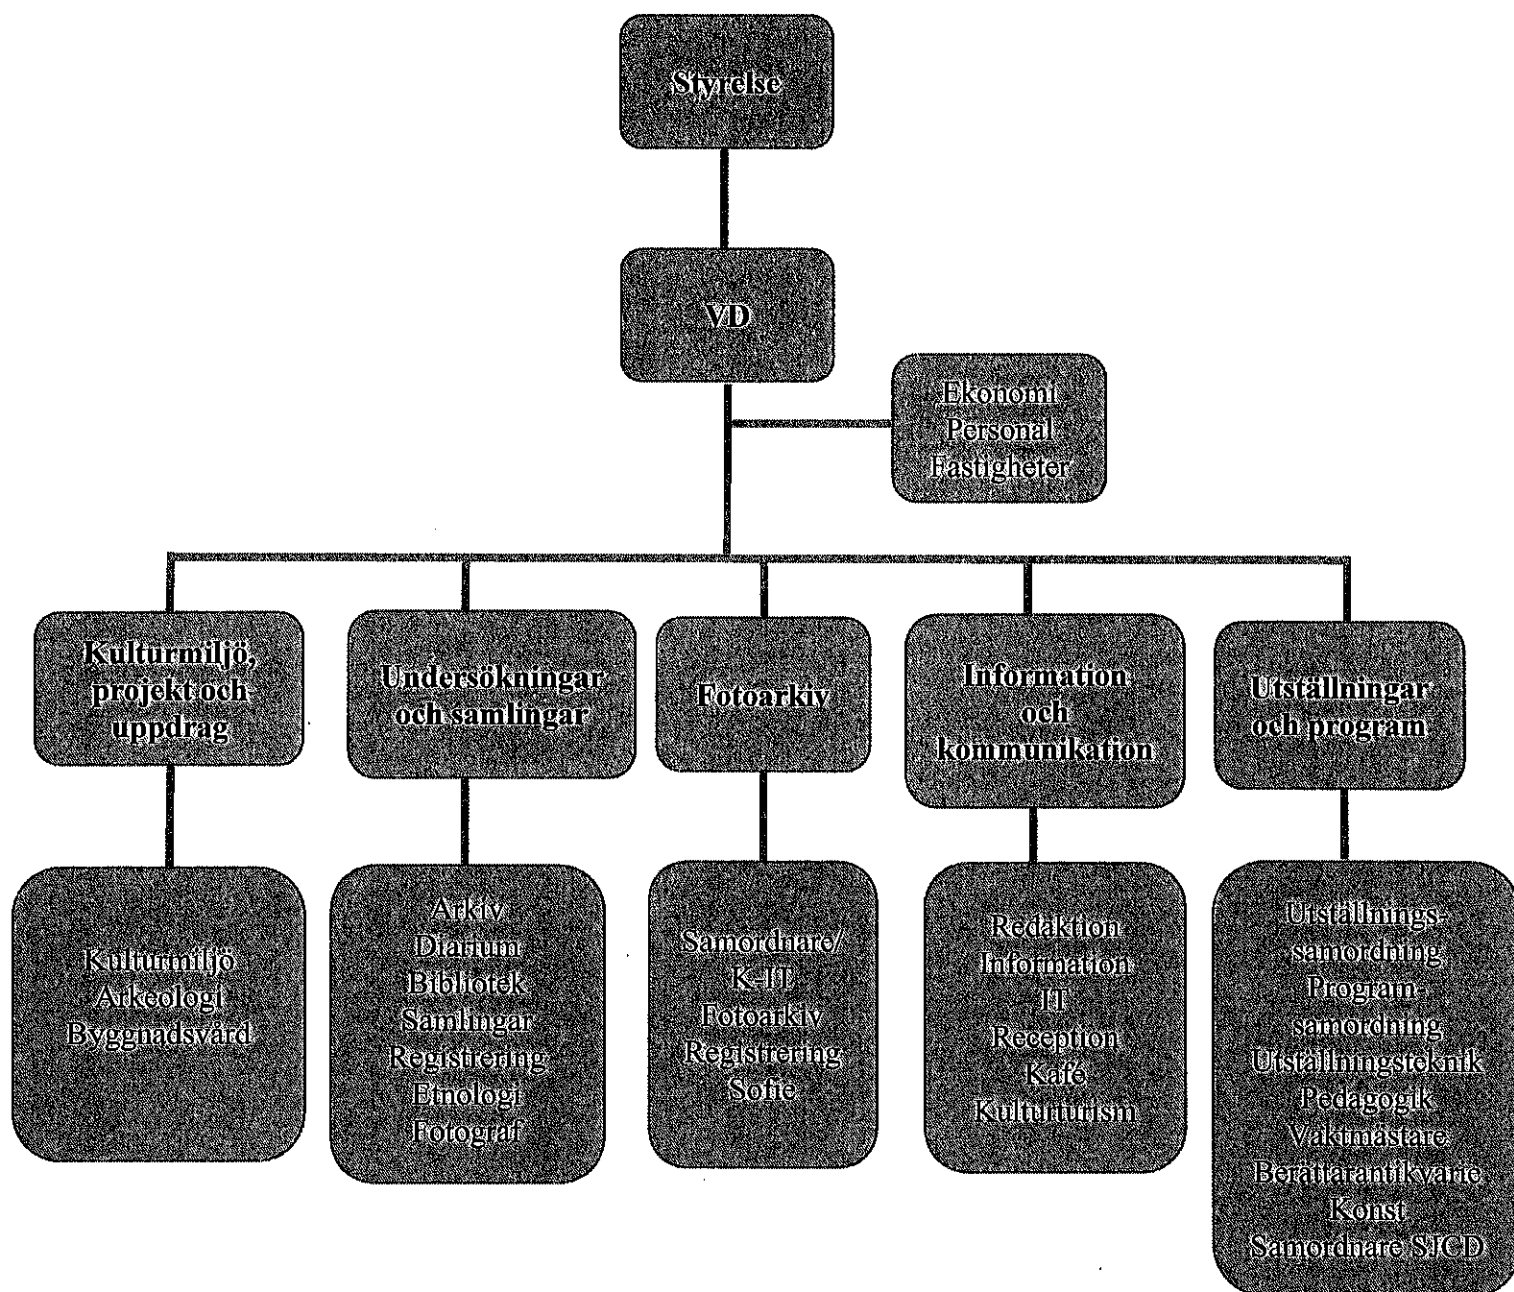 Styrelse
VD
Ekonomi
Personal
Fastigheter
Kulturmiljö,
projekt och
uppdrag
Undersökningar
och samlingar
Fotoarkiv
Information
och
kommunikation
Utställningar
och program
Kulturmiljö
Arkeologi
Byggnadsvård
Arkiv
Diarium
Bibliotek
Samlingar
Registrering
Etnologi
Fotograf
Samordnare/
K-IT
Fotoarkiv
Registrering
Sofie
Redaktion
Information
IT
Reception
Kafé
Kulturturism
Utställnings-
samordning
Program-
samordning
Utställningsteknik
Pedagogik
Vaktmästare
Berättarantikvarie
Konst
Samordnare